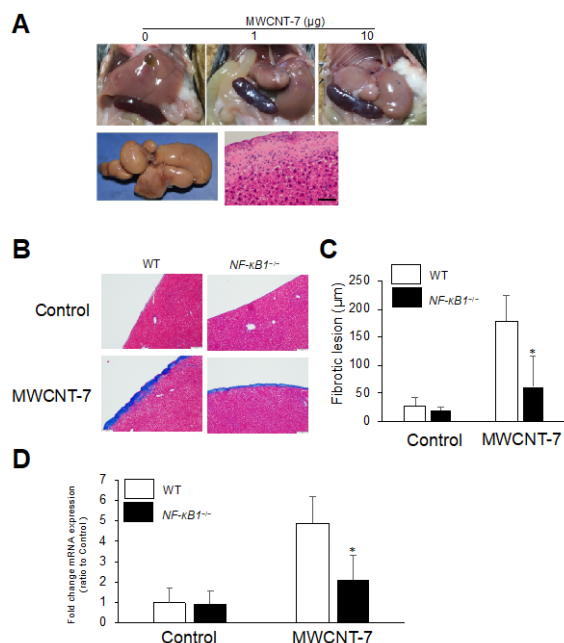 A
MWCNT-7 (μg)
0 1 10
B
WT NF-κB1⁻/⁻
Control
MWCNT-7
C
WT
NF-κB1⁻/⁻
Fibrotic lesion (μm)
250
200
150
100
50
0
*
Control MWCNT-7
D
Fold change mRNA expression
(ratio to Control )
7
6
5
4
3
2
1
0
WT
NF-κB1⁻/⁻
*
Control MWCNT-7